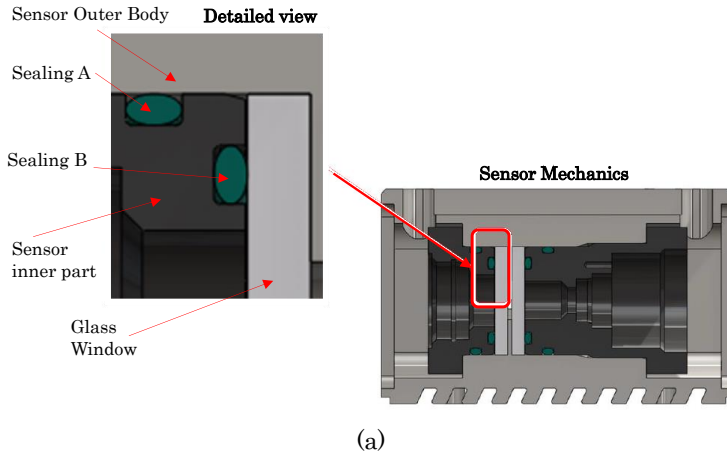 Sensor Outer Body
Detailed view
Sealing A
Sealing B
Sensor Mechanics
Sensor
inner part
Glass
Window
(a)